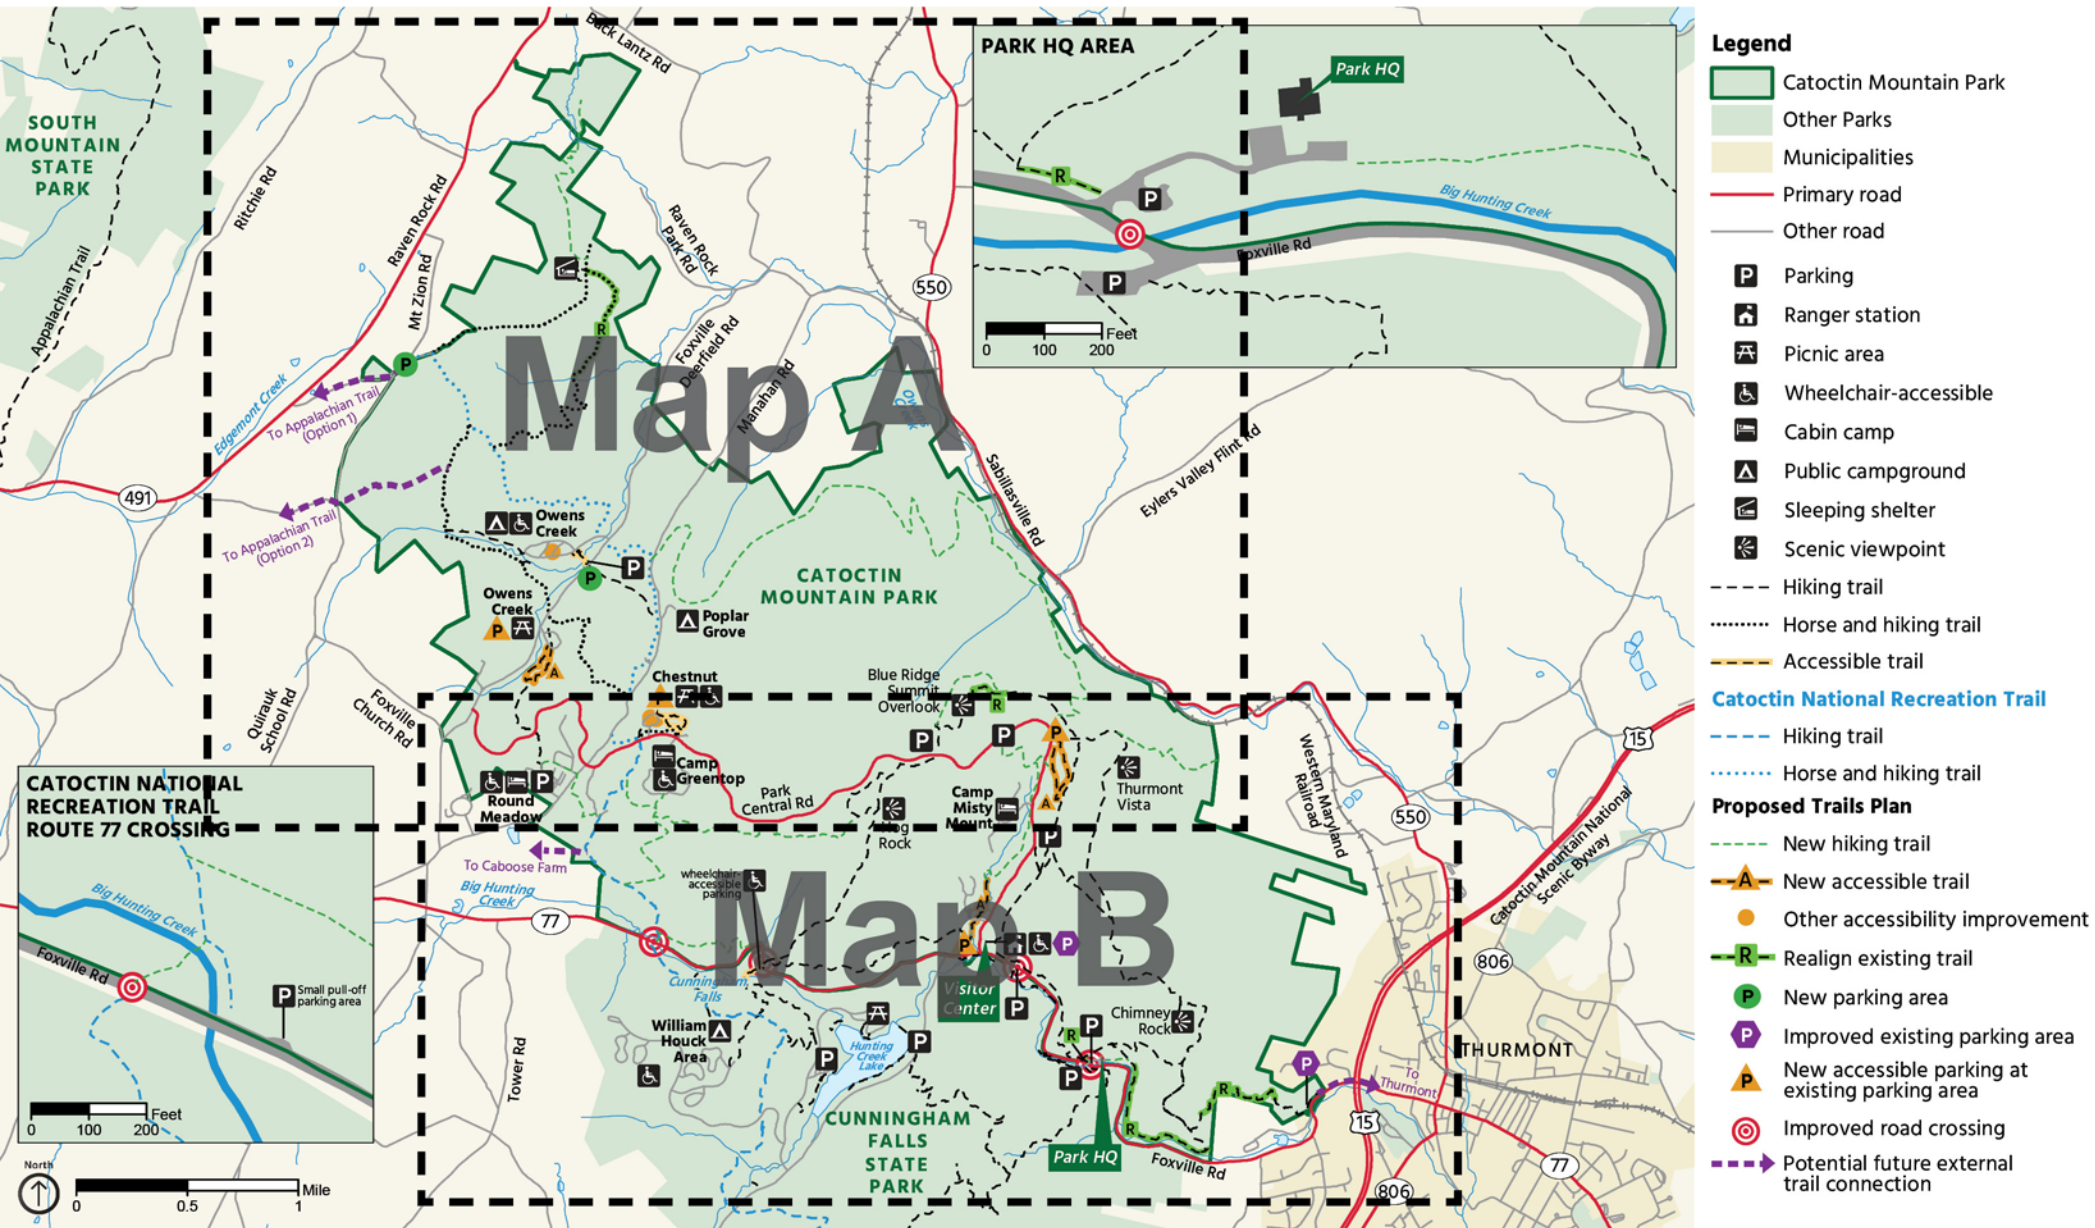 Buck Lantz Rd
PARK HQ AREA
Park HQ
R
P
Big Hunting Creek
Foxville Rd
P
Feet
0 100 200
SOUTH
MOUNTAIN
STATE
PARK
Appalachian Trail
Ritchie Rd
Raven Rock Rd
Mt Zion Rd
Raven Rock
Park Rd
Foxville
Deerfield Rd
Manahan Rd
550
R
P
Map A
Owens
Creek
Edgemont Creek
To Appalachian Trail
(Option 1)
491
To Appalachian Trail
(Option 2)
Sabillasville Rd
Eylers Valley Flint Rd
Owens
Creek
P
P
CATOCTIN
MOUNTAIN PARK
Owens
Creek
P
A
Poplar
Grove
Chestnut
Quirauk
School Rd
Foxville
Church Rd
Blue Ridge
Summit
Overlook
R
P
P
P
A
Camp
Greentop
P
Round
Meadow
Park
Central Rd
Hog
Rock
Camp
Misty
Mount
P
Thurmont
Vista
Western Maryland
Railroad
550
15
Catoctin Mountain National
Scenic Byway
806
CATOCTIN NATIONAL
RECREATION TRAIL
ROUTE 77 CROSSING
Big Hunting Creek
Foxville Rd
P
Small pull-off
parking area
Feet
0 100 200
To Caboose Farm
Big Hunting
Creek
77
wheelchair-
accessible
parking
Map B
A
P
P
Visitor
Center
P
Cunningham
Falls
William
Houck
Area
P
P
Hunting
Creek
Lake
Chimney
Rock
R
P
P
R
R
P
To
Thurmont
THURMONT
Tower Rd
CUNNINGHAM
FALLS
STATE
PARK
Park HQ
Foxville Rd
15
77
806
North
Mile
0 0.5 1
Legend
Catoctin Mountain Park
Other Parks
Municipalities
Primary road
Other road
P Parking
Ranger station
Picnic area
Wheelchair-accessible
Cabin camp
Public campground
Sleeping shelter
Scenic viewpoint
Hiking trail
Horse and hiking trail
Accessible trail
Catoctin National Recreation Trail
Hiking trail
Horse and hiking trail
Proposed Trails Plan
New hiking trail
A New accessible trail
Other accessibility improvement
R Realign existing trail
P New parking area
P Improved existing parking area
P New accessible parking at
existing parking area
Improved road crossing
Potential future external
trail connection